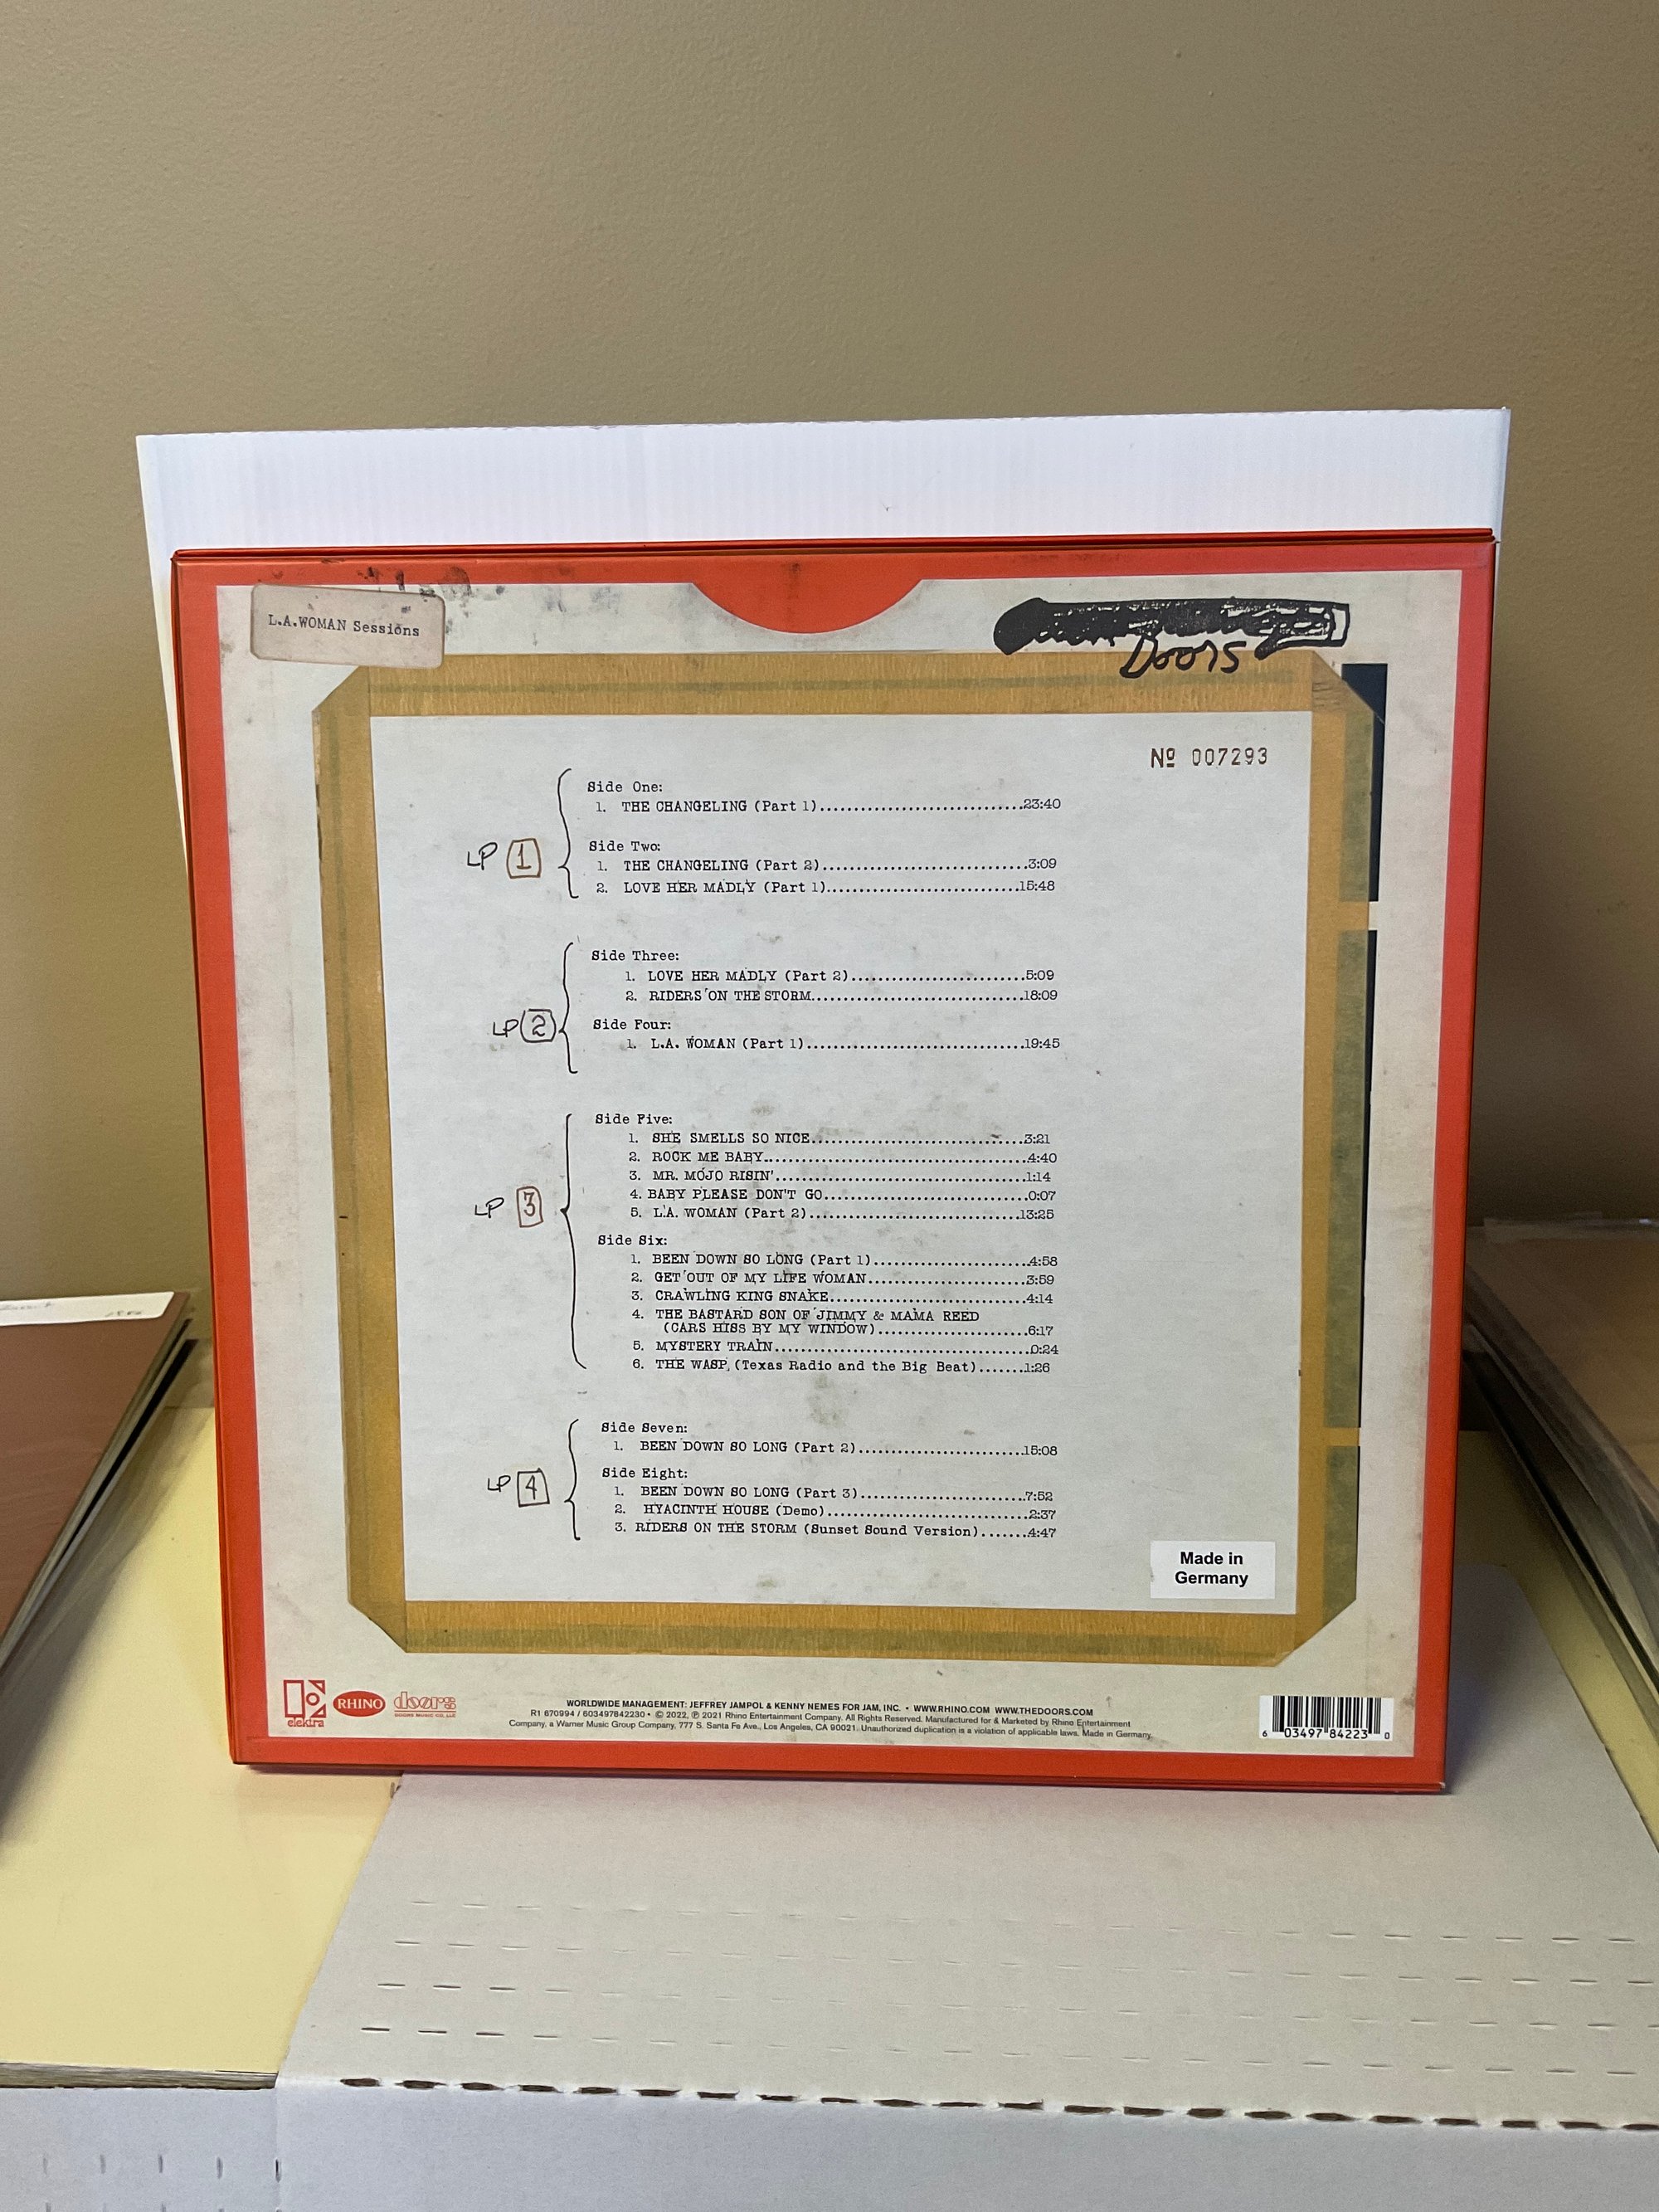 L.A.WOMAN Sessions
Doors
Nº 007293
LP 1
Side One:
1. THE CHANGELING (Part 1)..............................23:40
Side Two:
1. THE CHANGELING (Part 2)..............................3:09
2. LOVE HER MADLY (Part 1)............................15:48
LP 2
Side Three:
1. LOVE HER MADLY (Part 2)..........................5:09
2. RIDERS ON THE STORM................................18:09
Side Four:
1. L.A. WOMAN (Part 1)................................19:45
LP 3
Side Five:
1. SHE SMELLS SO NICE................................3:21
2. ROCK ME BABY.......................................4:40
3. MR. MOJO RISIN'.....................................1:14
4. BABY PLEASE DON'T GO..............................0:07
5. L.A. WOMAN (Part 2)...............................13:25
Side Six:
1. BEEN DOWN SO LONG (Part 1).......................4:58
2. GET OUT OF MY LIFE WOMAN........................3:59
3. CRAWLING KING SNAKE.............................4:14
4. THE BASTARD SON OF JIMMY & MAMA REED
(CARS HISS BY MY WINDOW)......................6:17
5. MYSTERY TRAIN......................................0:24
6. THE WASP (Texas Radio and the Big Beat).......1:26
LP 4
Side Seven:
1. BEEN DOWN SO LONG (Part 2)........................15:08
Side Eight:
1. BEEN DOWN SO LONG (Part 3)........................7:52
2. HYACINTH HOUSE (Demo)..............................2:37
3. RIDERS ON THE STORM (Sunset Sound Version).......4:47
Made in
Germany
elektra
RHINO
doors
DOORS MUSIC CO. LLC
WORLDWIDE MANAGEMENT: JEFFREY JAMPOL & KENNY NEMES FOR JAM, INC. • WWW.RHINO.COM WWW.THEDOORS.COM
R1 670994 / 603497842230 • © 2022, ℗ 2021 Rhino Entertainment Company. All Rights Reserved. Manufactured for & Marketed by Rhino Entertainment
Company, a Warner Music Group Company, 777 S. Santa Fe Ave., Los Angeles, CA 90021. Unauthorized duplication is a violation of applicable laws. Made in Germany.
6 03497 84223 0